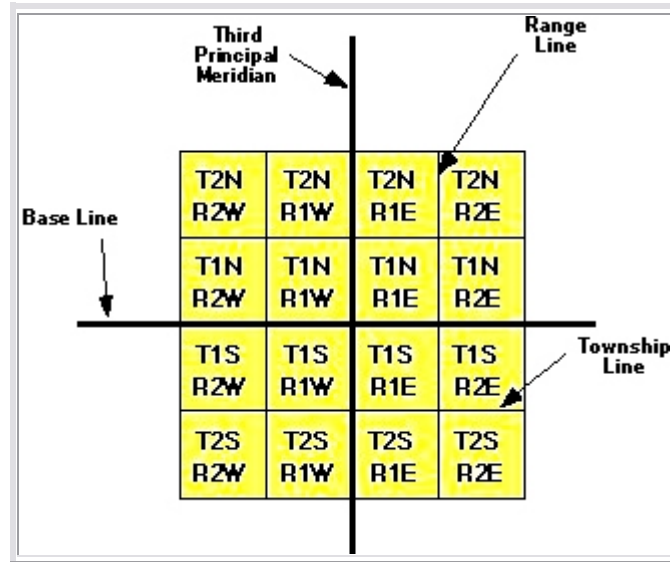 Third
Principal
Meridian
Range
Line
Base Line
T2N T2N T2N T2N
R2W R1W R1E R2E
T1N T1N T1N T1N
R2W R1W R1E R2E
T1S T1S T1S T1S
R2W R1W R1E R2E
Township
Line
T2S T2S T2S T2S
R2W R1W R1E R2E